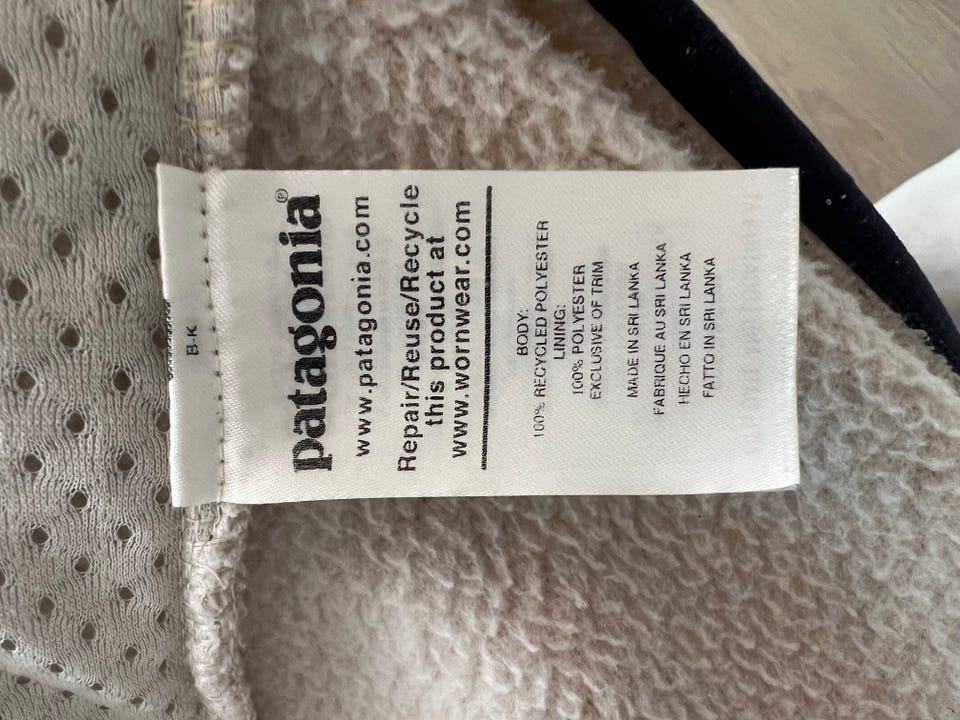 B-K
patagonia®
www.patagonia.com
Repair/Reuse/Recycle
this product at
www.wornwear.com
BODY:
100% RECYCLED POLYESTER
LINING:
100% POLYESTER
EXCLUSIVE OF TRIM
MADE IN SRI LANKA
FABRIQUE AU SRI LANKA
HECHO EN SRI LANKA
FATTO IN SRI LANKA